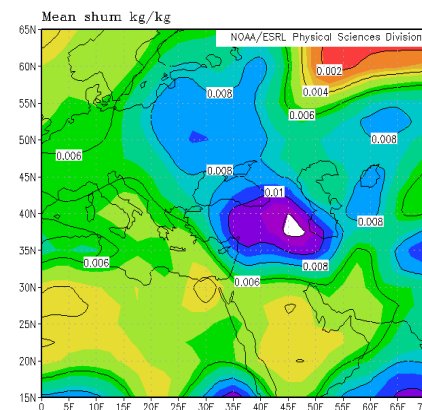 Mean shum kg/kg
NOAA/ESRL Physical Sciences Division
65N
60N
55N
50N
45N
40N
35N
30N
25N
20N
15N
0.002
0.004
0.008
0.006
0.008
0.006
0.008
0.01
0.008
0.006
0.006
0.008
0 5E 10E 15E 20E 25E 30E 35E 40E 45E 50E 55E 60E 65E